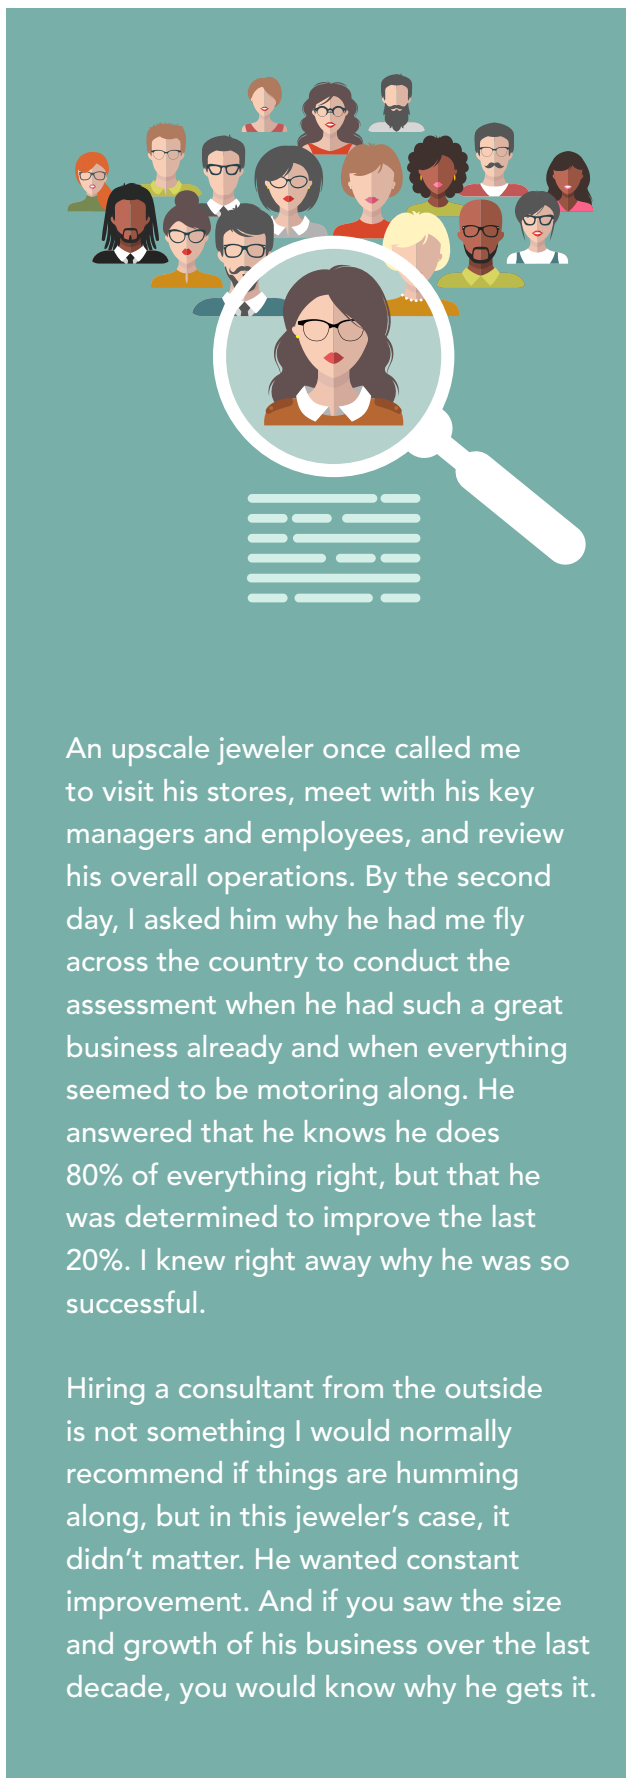 An upscale jeweler once called me
to visit his stores, meet with his key
managers and employees, and review
his overall operations. By the second
day, I asked him why he had me fly
across the country to conduct the
assessment when he had such a great
business already and when everything
seemed to be motoring along. He
answered that he knows he does
80% of everything right, but that he
was determined to improve the last
20%. I knew right away why he was so
successful.
Hiring a consultant from the outside
is not something I would normally
recommend if things are humming
along, but in this jeweler’s case, it
didn’t matter. He wanted constant
improvement. And if you saw the size
and growth of his business over the last
decade, you would know why he gets it.